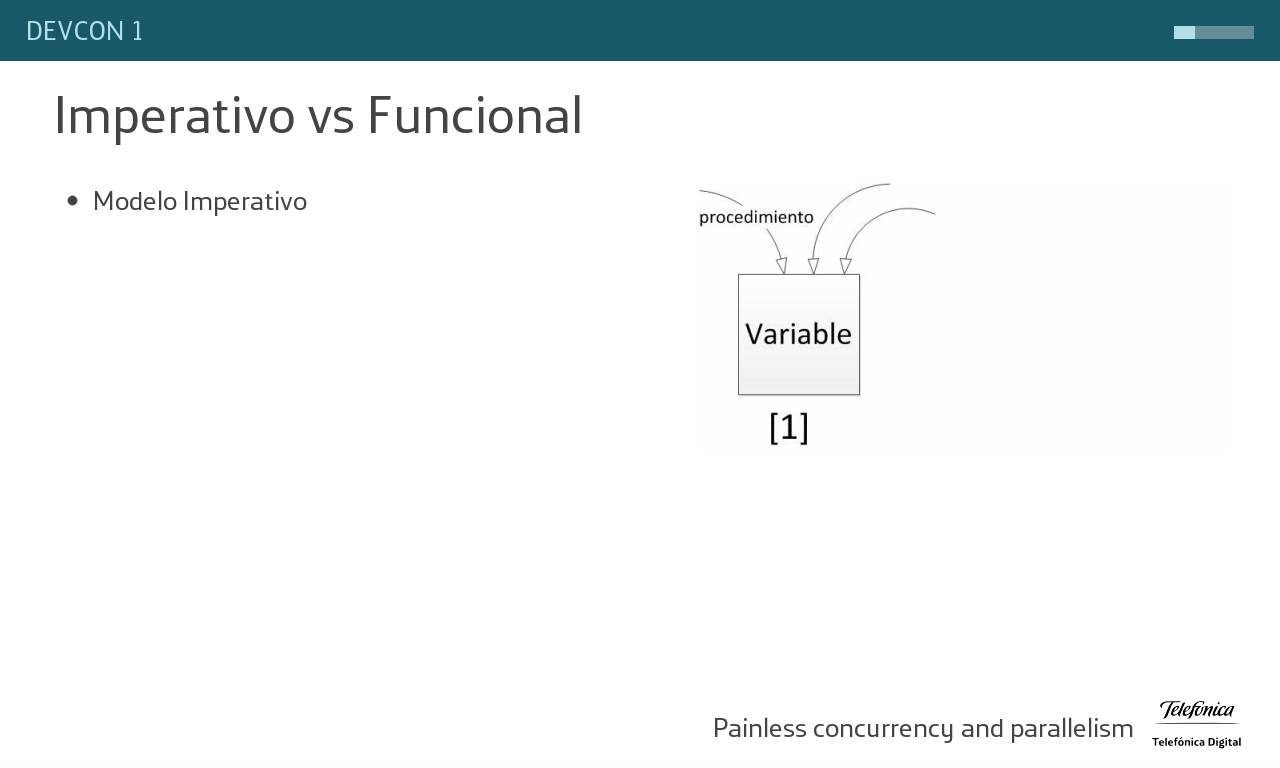 DEVCON 1
Imperativo vs Funcional
• Modelo Imperativo
procedimiento
Variable
[1]
Painless concurrency and parallelism
Telefónica
Telefónica Digital